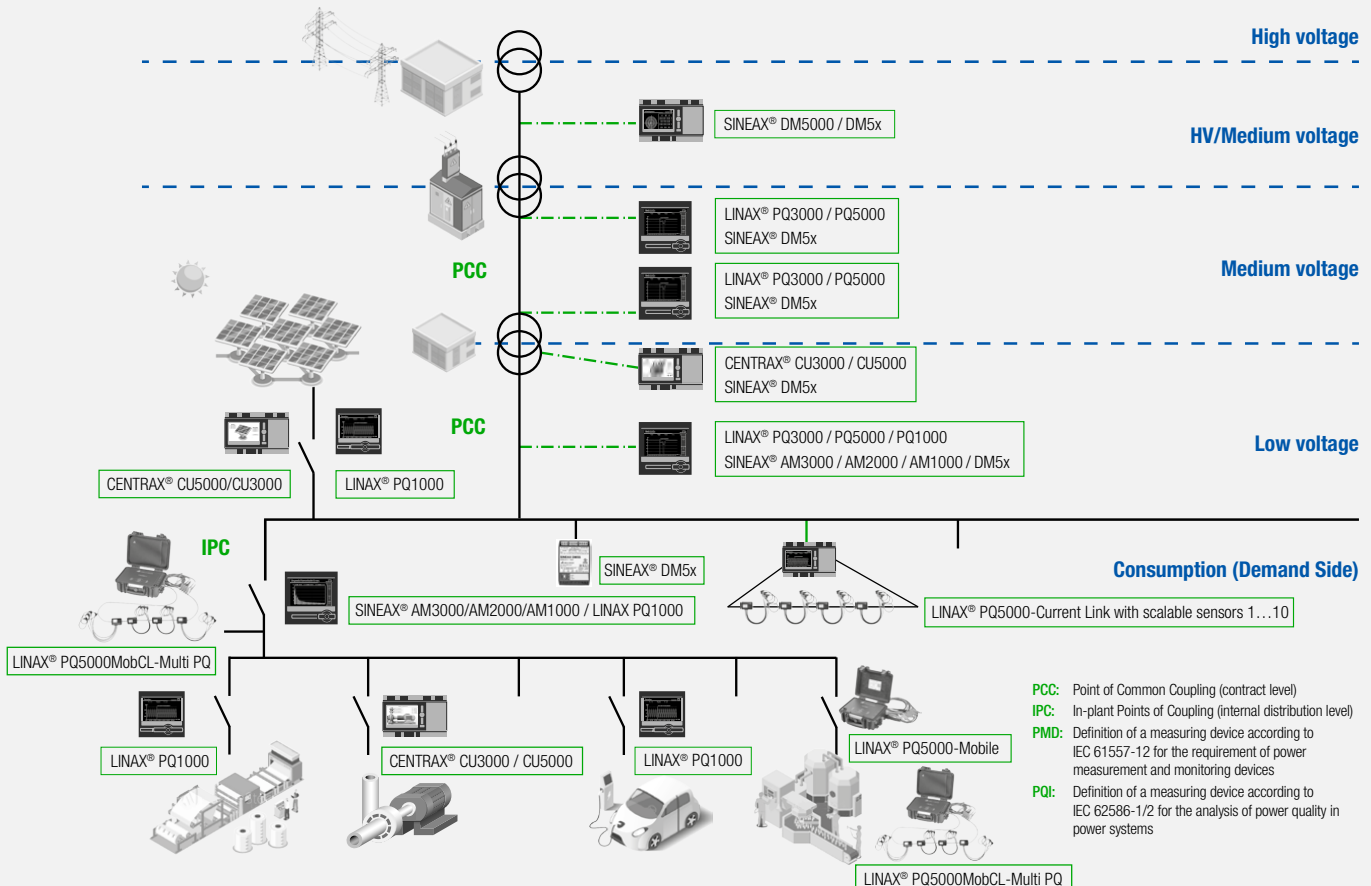 High voltage
SINEAX® DM5000 / DM5x
HV/Medium voltage
LINAX® PQ3000 / PQ5000
SINEAX® DM5x
PCC
Medium voltage
LINAX® PQ3000 / PQ5000
SINEAX® DM5x
CENTRAX® CU3000 / CU5000
SINEAX® DM5x
PCC
LINAX® PQ3000 / PQ5000 / PQ1000
SINEAX® AM3000 / AM2000 / AM1000 / DM5x
Low voltage
CENTRAX® CU5000/CU3000
LINAX® PQ1000
IPC
SINEAX® DM5x
Consumption (Demand Side)
SINEAX® AM3000/AM2000/AM1000 / LINAX PQ1000
LINAX® PQ5000-Current Link with scalable sensors 1…10
LINAX® PQ5000MobCL-Multi PQ
LINAX® PQ1000
CENTRAX® CU3000 / CU5000
LINAX® PQ1000
LINAX® PQ5000-Mobile
PCC: Point of Common Coupling (contract level)
IPC: In-plant Points of Coupling (internal distribution level)
PMD: Definition of a measuring device according to
IEC 61557-12 for the requirement of power
measurement and monitoring devices
PQI: Definition of a measuring device according to
IEC 62586-1/2 for the analysis of power quality in
power systems
LINAX® PQ5000MobCL-Multi PQ